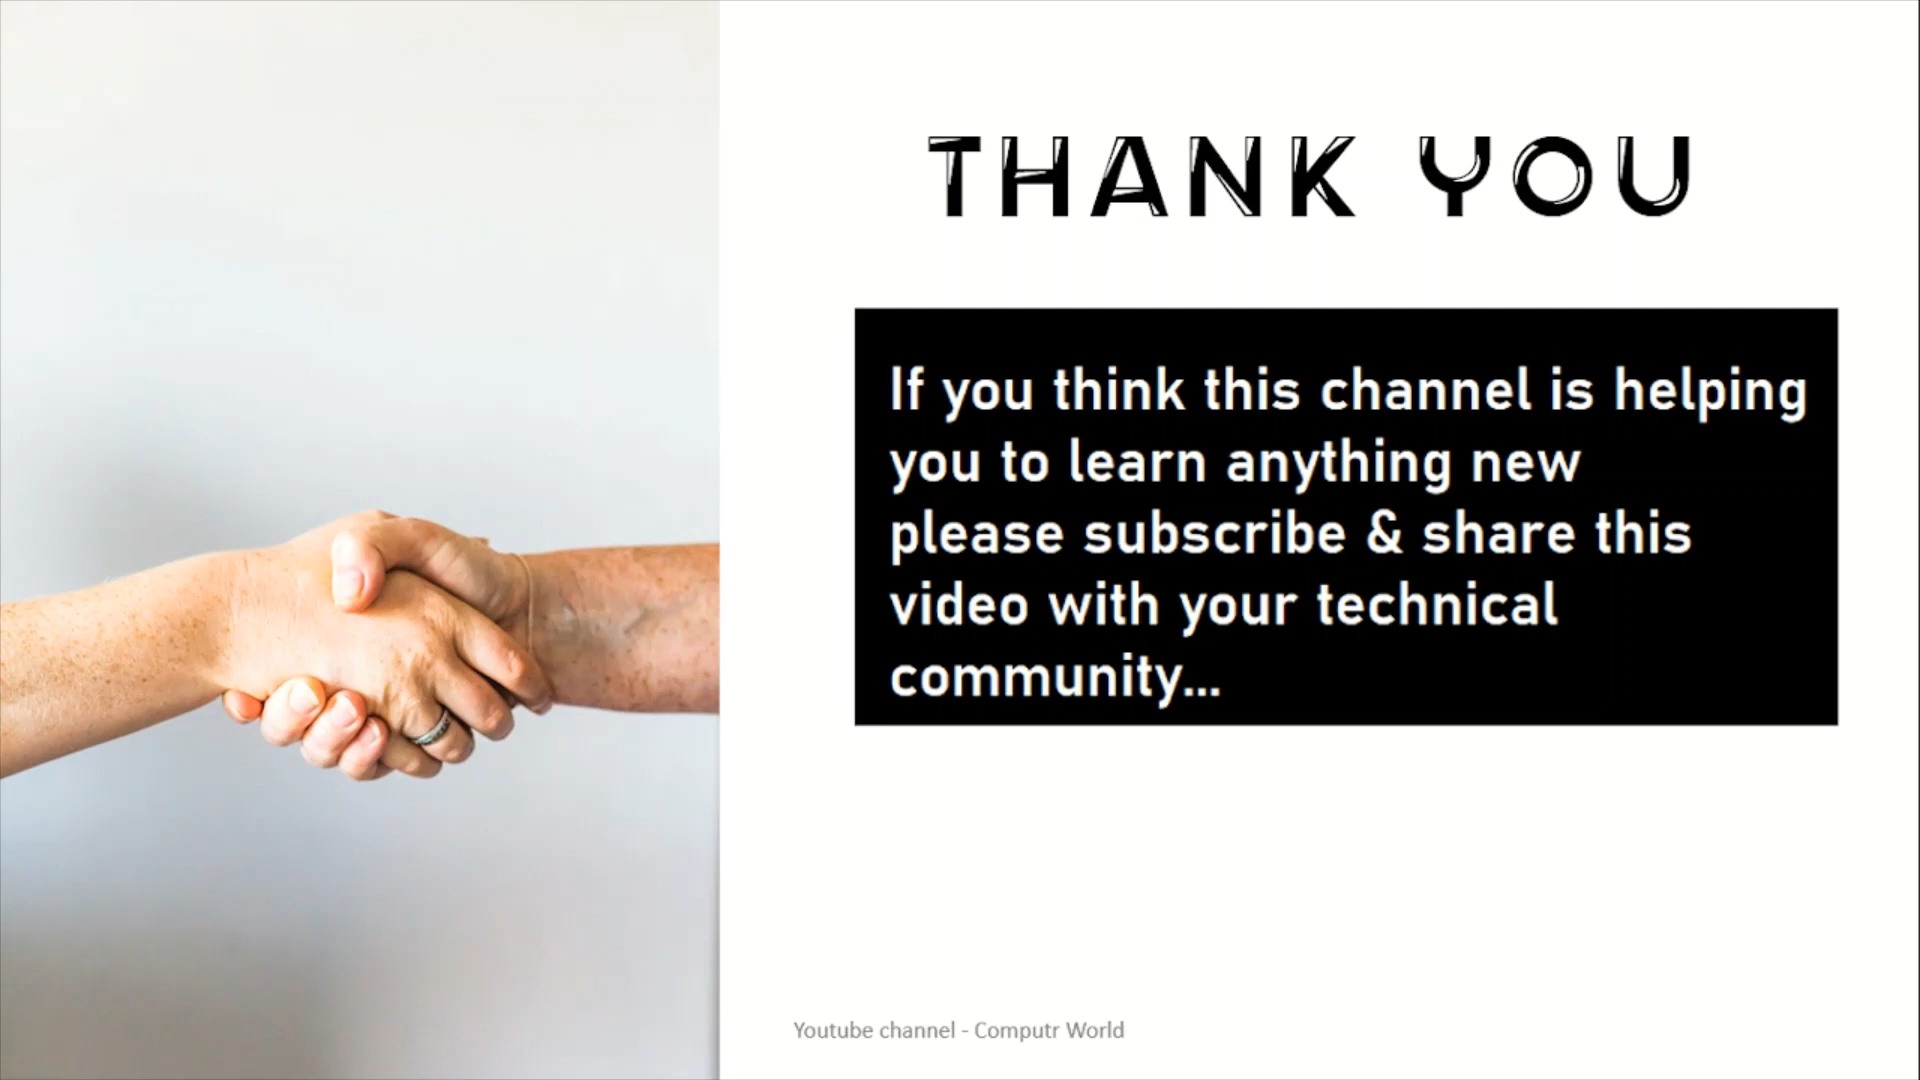 THANK YOU
If you think this channel is helping
you to learn anything new
please subscribe & share this
video with your technical
community...
Youtube channel - Computr World